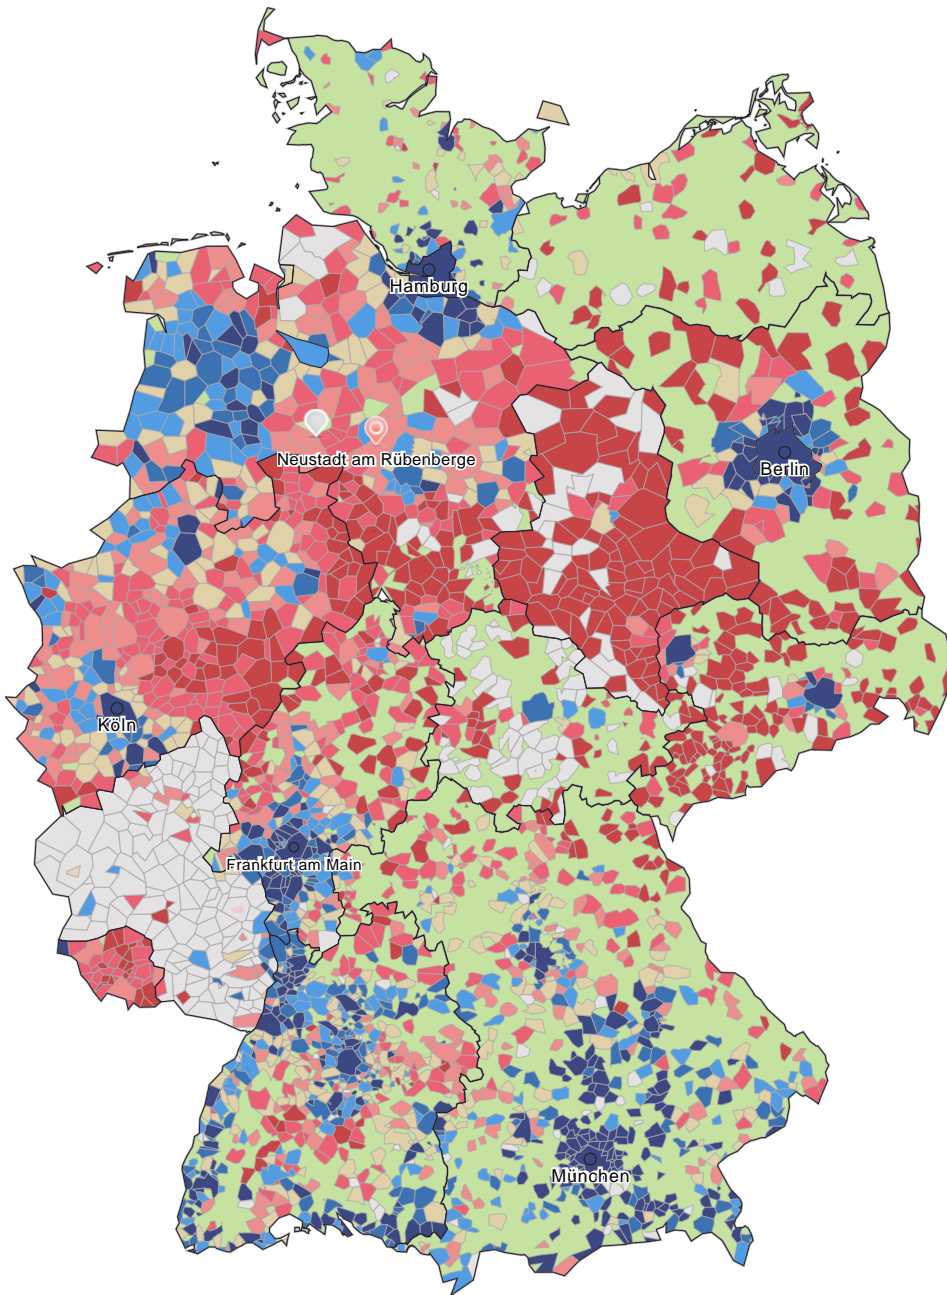 Hamburg
Neustadt am Rübenberge
Berlin
Köln
Frankfurt am Main
München